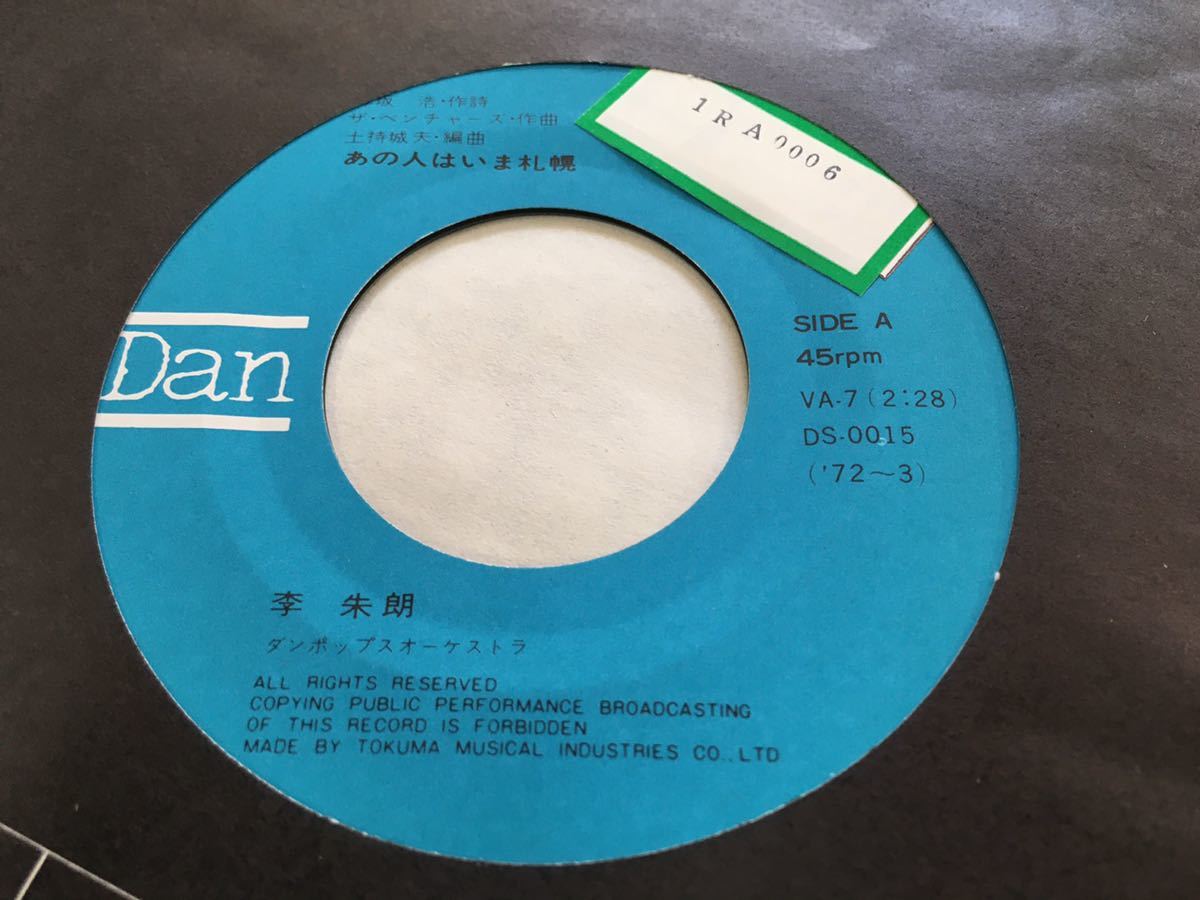 坂 浩・作詩
ザ・ベンチャーズ・作曲
土持城夫・編曲
あの人はいま札幌
1RA0006
Dan
SIDE A
45rpm
VA-7 (2:28)
DS-0015
('72〜3)
李 朱朗
ダンポップスオーケストラ
ALL RIGHTS RESERVED
COPYING PUBLIC PERFORMANCE BROADCASTING
OF THIS RECORD IS FORBIDDEN
MADE BY TOKUMA MUSICAL INDUSTRIES CO., LTD